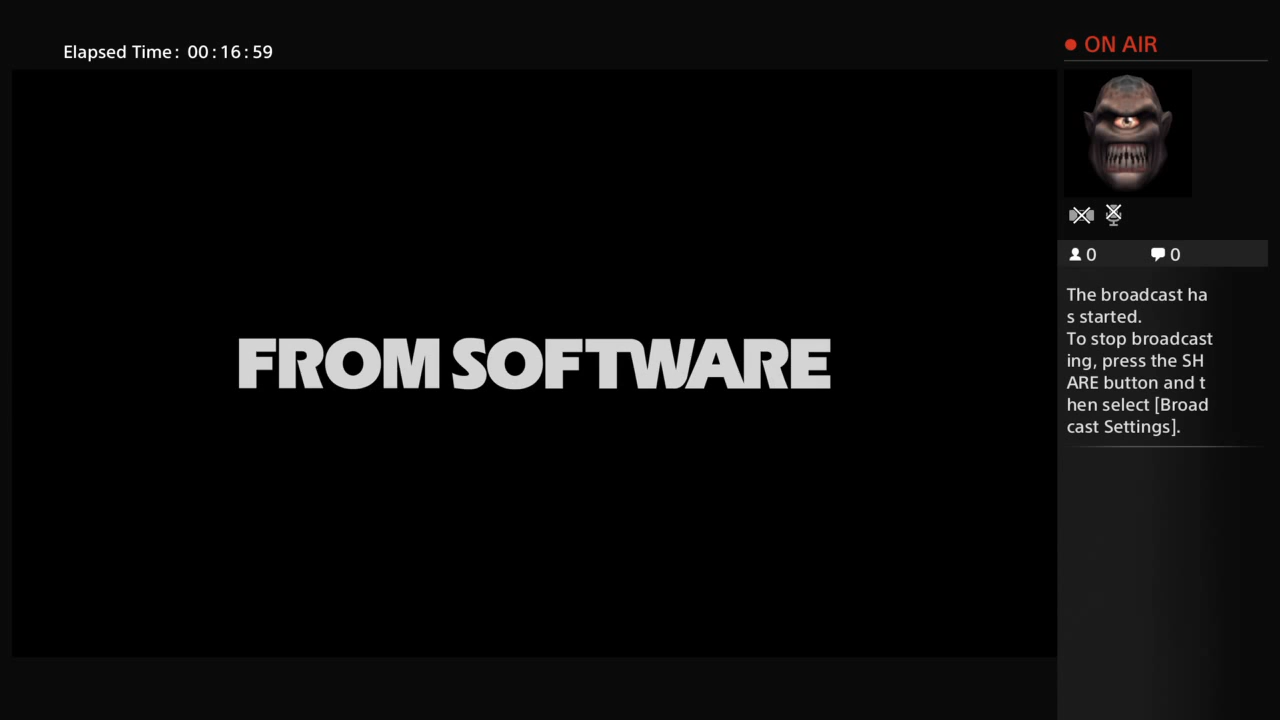 Elapsed Time: 00:16:59
ON AIR
0 0
The broadcast ha
s started.
To stop broadcast
ing, press the SH
ARE button and t
hen select [Broad
cast Settings].
FROM SOFTWARE